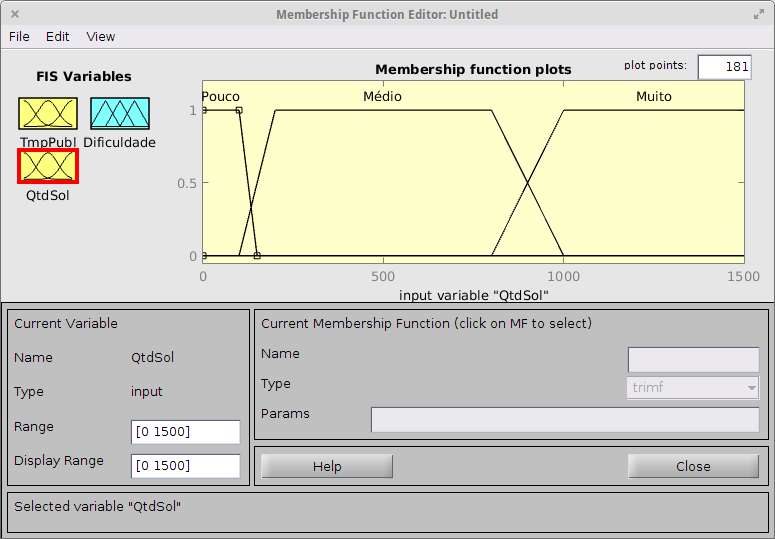 Membership Function Editor: Untitled
File Edit View
FIS Variables
TmpPubl Dificuldade
QtdSol
Membership function plots
plot points: 181
Pouco Médio Muito
1
0.5
0
0 500 1000 1500
input variable "QtdSol"
Current Variable
Name QtdSol
Type input
Range [0 1500]
Display Range [0 1500]
Current Membership Function (click on MF to select)
Name
Type trimf
Params
Help Close
Selected variable "QtdSol"